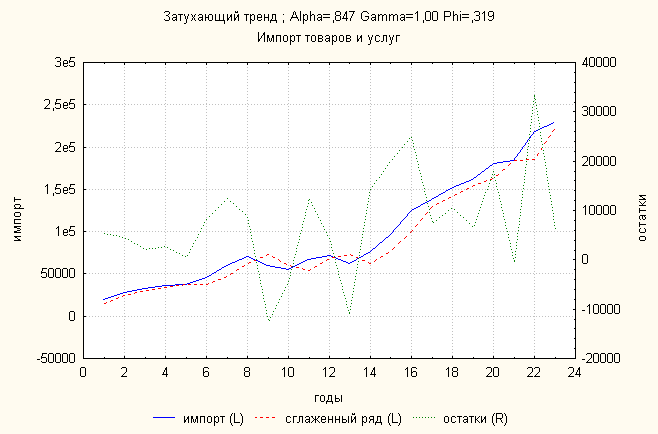 Затухающий тренд ; Alpha=,847 Gamma=1,00 Phi=,319
Импорт товаров и услуг
3e5
2,5e5
2e5
1,5e5
1e5
50000
0
-50000
импорт
40000
30000
20000
10000
0
-10000
-20000
остатки
0 2 4 6 8 10 12 14 16 18 20 22 24
годы
импорт (L) сглаженный ряд (L) остатки (R)